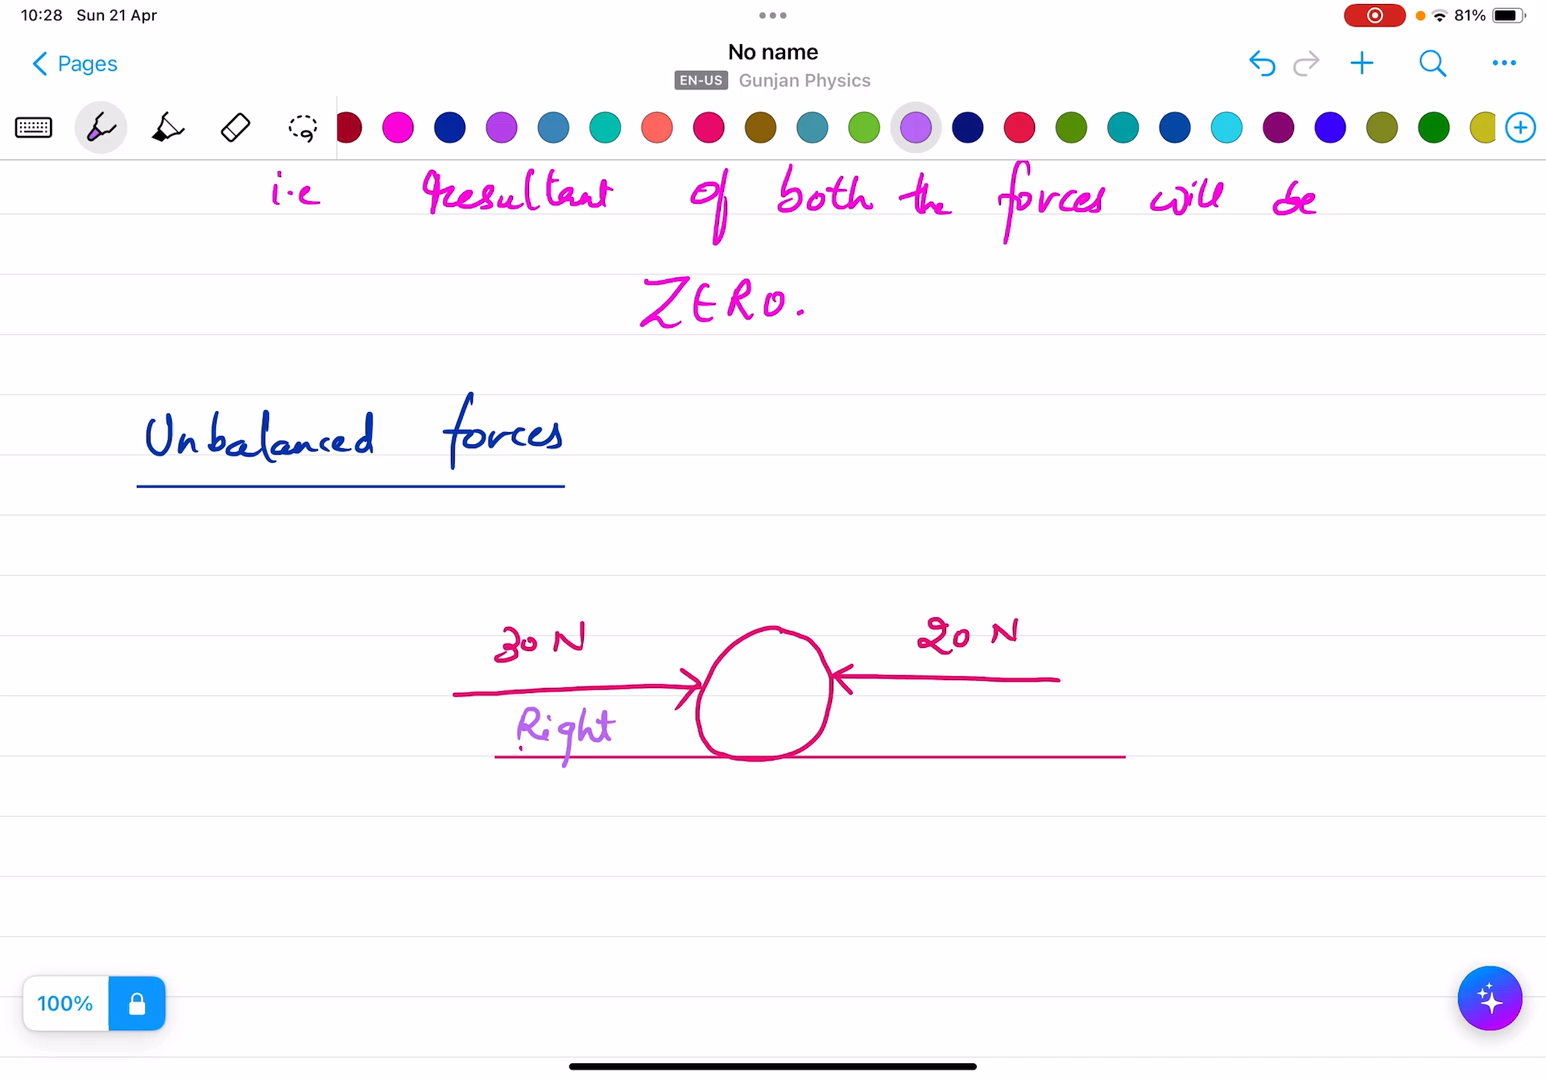 10:28 Sun 21 Apr
81%
Pages
No name
EN-US Gunjan Physics
i.e resultant of both the forces will be
ZERO.
Unbalanced forces
30 N
20 N
Right
100%